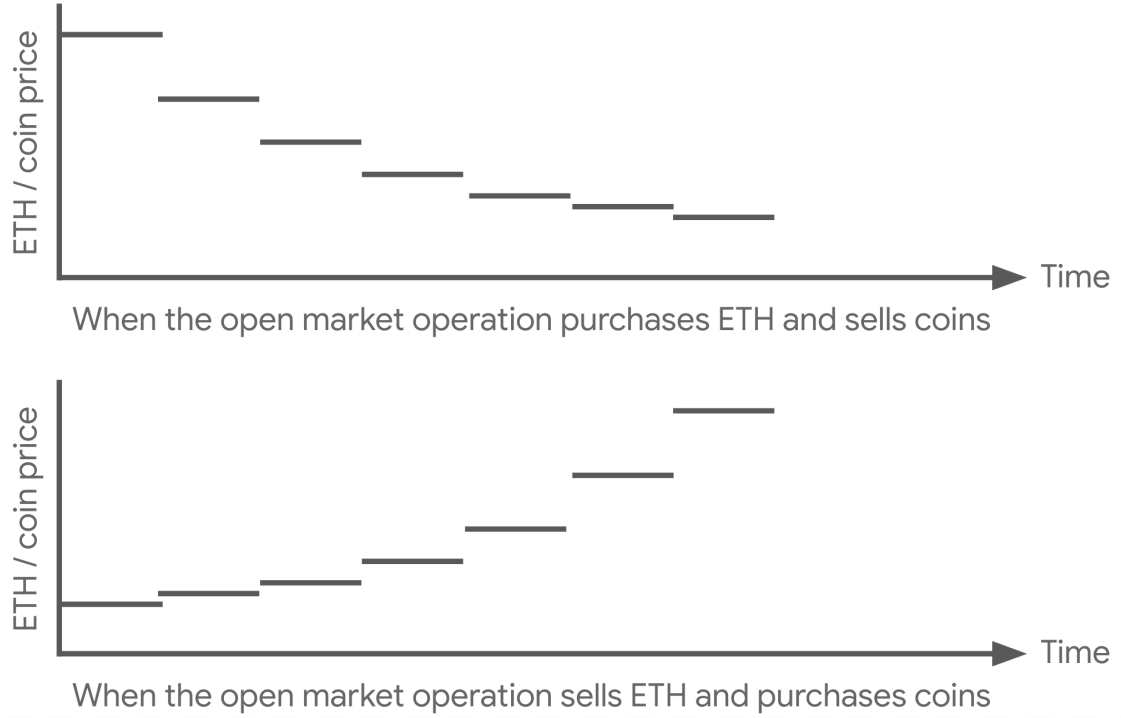 ETH / coin price
Time
When the open market operation purchases ETH and sells coins
ETH / coin price
Time
When the open market operation sells ETH and purchases coins